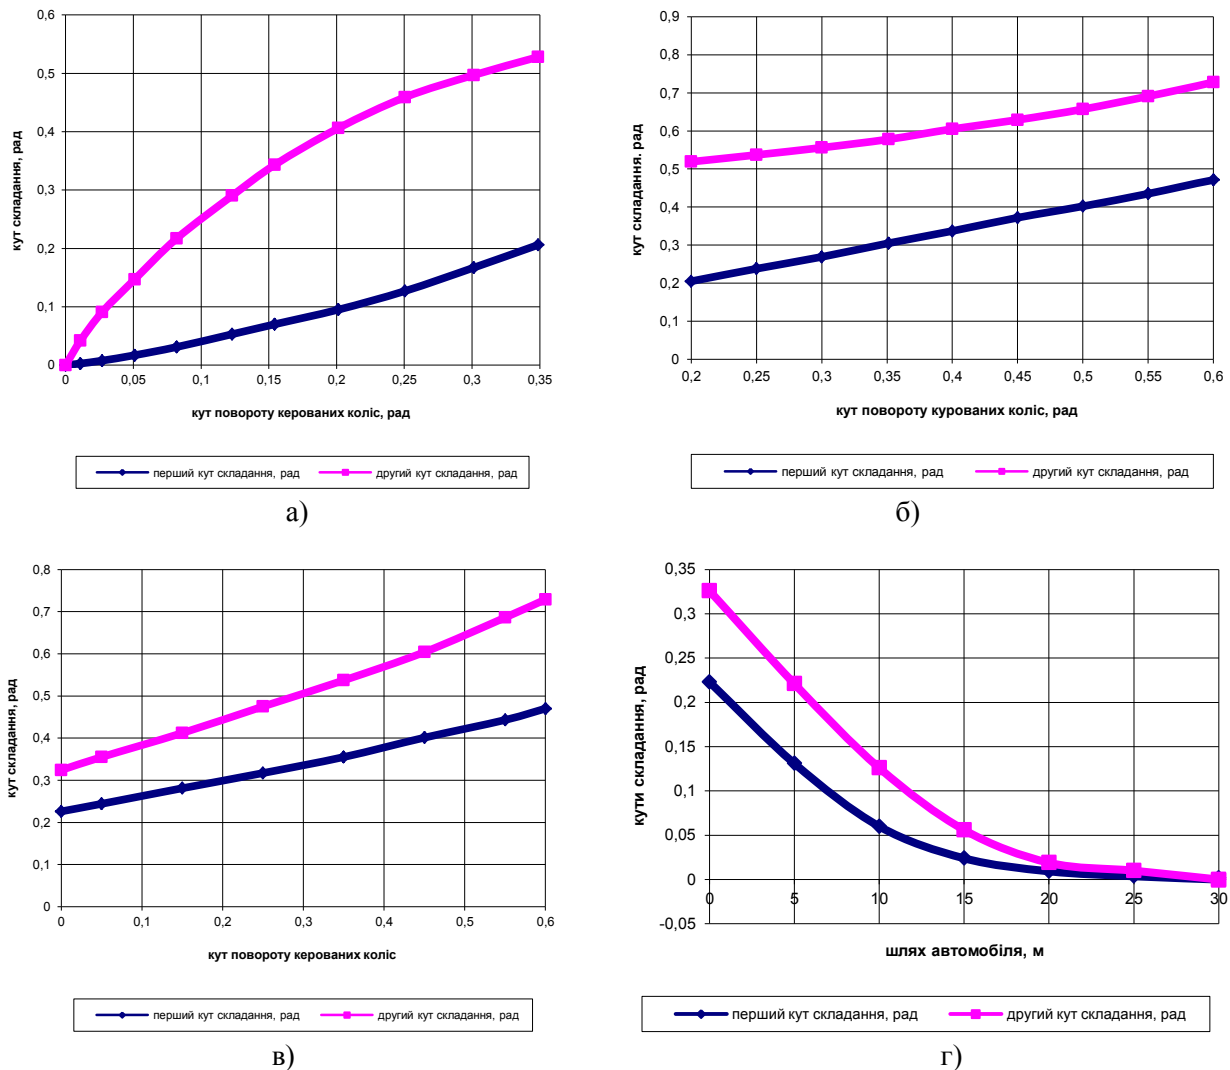 0,6
0,5
0,4
0,3
0,2
0,1
0
кут складання, рад
0 0,05 0,1 0,15 0,2 0,25 0,3 0,35
кут повороту керованих коліс, рад
перший кут складання, рад другий кут складання, рад
а)
0,9
0,8
0,7
0,6
0,5
0,4
0,3
0,2
0,1
0
кут складання. рад
0,2 0,25 0,3 0,35 0,4 0,45 0,5 0,55 0,6
кут повороту курованих коліс, рад
перший кут складання, рад другий кут складання, рад
б)
0,8
0,7
0,6
0,5
0,4
0,3
0,2
0,1
0
кут складання, рад
0 0,1 0,2 0,3 0,4 0,5 0,6
кут повороту керованих коліс
перший кут складання, рад другий кут складання, рад
в)
0,35
0,3
0,25
0,2
0,15
0,1
0,05
0
-0,05
кути складання, рад
0 5 10 15 20 25 30
шлях автомобіля, м
перший кут складання, рад другий кут складання, рад
г)